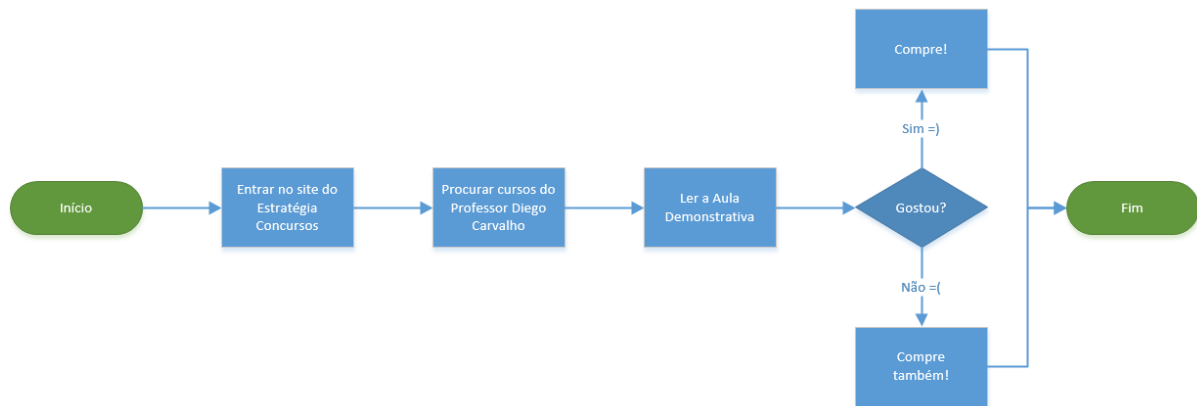 Início
Entrar no site do
Estratégia
Concursos
Procurar cursos do
Professor Diego
Carvalho
Ler a Aula
Demonstrativa
Gostou?
Sim =)
Compre!
Não =(
Compre
também!
Fim